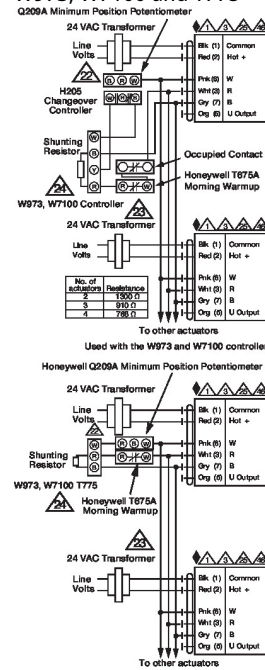 Q209A Minimum Position Potentiometer
24 VAC Transformer
Line
Volts
Blk (1) Common
Red (2) Hot +
22
B R W
Pnk (6) W
Wht (3) R
Gry (7) B
Org (5) U Output
H205
Changeover
Controller
W B R
Shunting
Resistor
W
B
Y
R
Occupied Contact
Honeywell T675A
Morning Warmup
R W
24
23
W973, W7100 Controller
24 VAC Transformer
Line
Volts
Blk (1) Common
Red (2) Hot +
Pnk (6) W
Wht (3) R
Gry (7) B
Org (5) U Output
No. of
actuators Resistance
2 1300 Ω
3 910 Ω
4 768 Ω
To other actuators
Used with the W973 and W7100 controller
Honeywell Q209A Minimum Position Potentiometer
24 VAC Transformer
Line
Volts
Blk (1) Common
Red (2) Hot +
22
Shunting
Resistor
W
R
B
R B W
Pnk (6) W
Wht (3) R
Gry (7) B
Org (5) U Output
W973, W7100 T775
24
Honeywell T675A
Morning Warmup
23
24 VAC Transformer
Line
Volts
Blk (1) Common
Red (2) Hot +
Pnk (6) W
Wht (3) R
Gry (7) B
Org (5) U Output
To other actuators